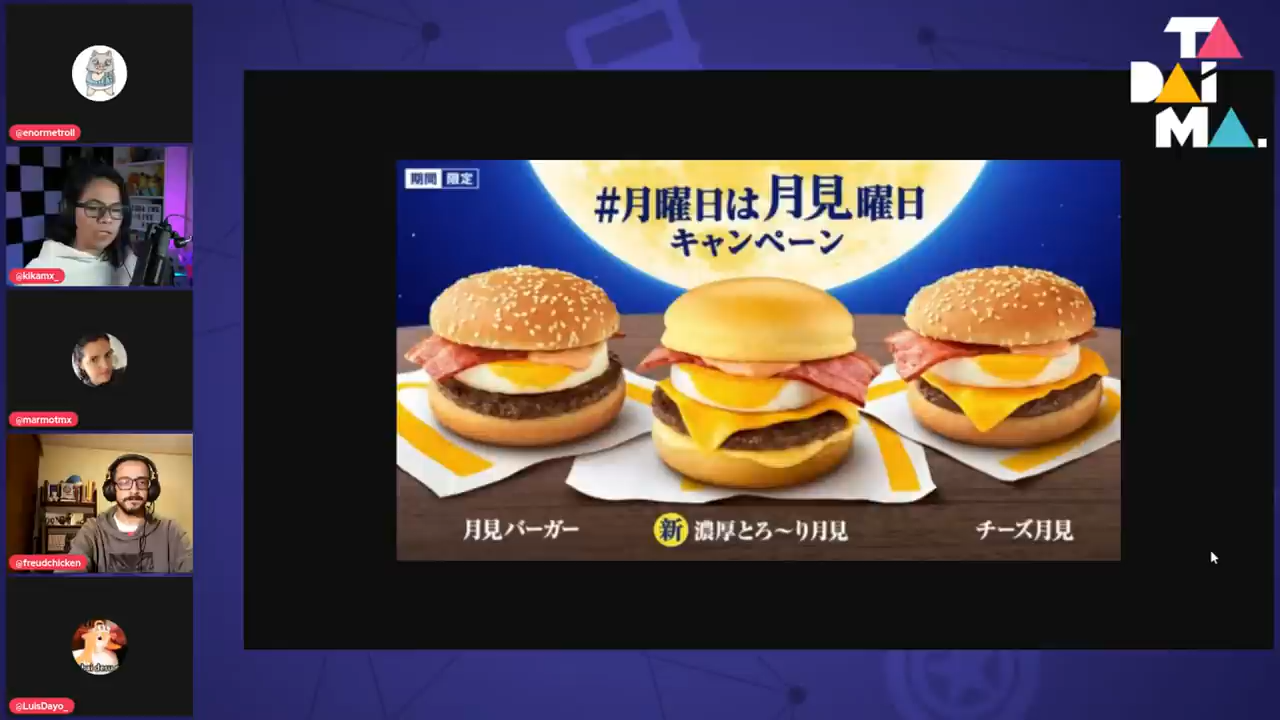 @enormetroll
@kikamx_
@marmotmx
@freudchicken
@LuisDayo_
TA
DAI
MA.
期間限定
#月曜日は月見曜日
キャンペーン
月見バーガー
新 濃厚とろ～り月見
チーズ月見